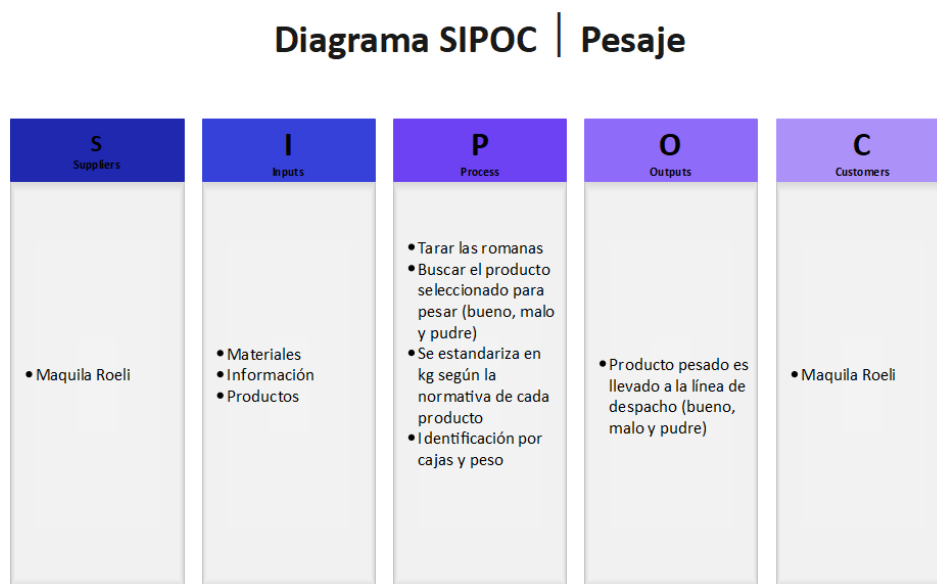 Diagrama SIPOC | Pesaje
S
Suppliers
I
Inputs
P
Process
O
Outputs
C
Customers
• Maquila Roeli
• Materiales
• Información
• Productos
• Tarar las romanas
• Buscar el producto
seleccionado para
pesar (bueno, malo
y pudre)
• Se estandariza en
kg según la
normativa de cada
producto
• Identificación por
cajas y peso
• Producto pesado es
llevado a la línea de
despacho (bueno,
malo y pudre)
• Maquila Roeli